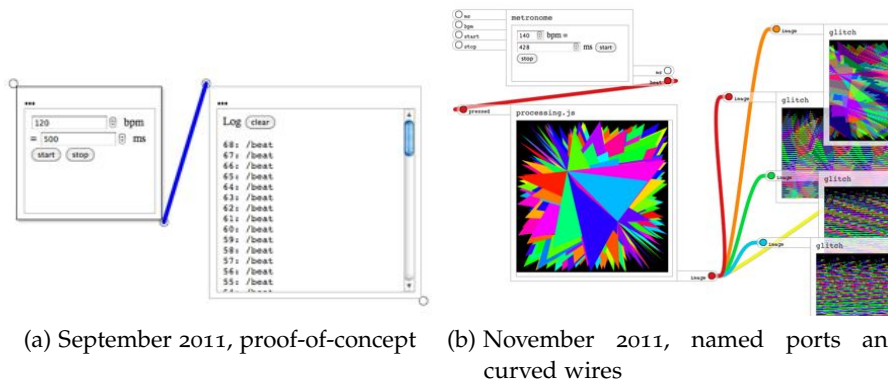 120 bpm
= 500 ms
start stop
Log clear
68: /beat
67: /beat
66: /beat
65: /beat
64: /beat
63: /beat
62: /beat
61: /beat
60: /beat
59: /beat
58: /beat
57: /beat
56: /beat
55: /beat
(a) September 2011, proof-of-concept
ms
bpm
start
stop
metronome
140 bpm =
428 ms start
stop
beat
pressed
processing.js
image
image
glitch
image
glitch
image
glitch
image
glitch
(b) November 2011, named ports an
curved wires